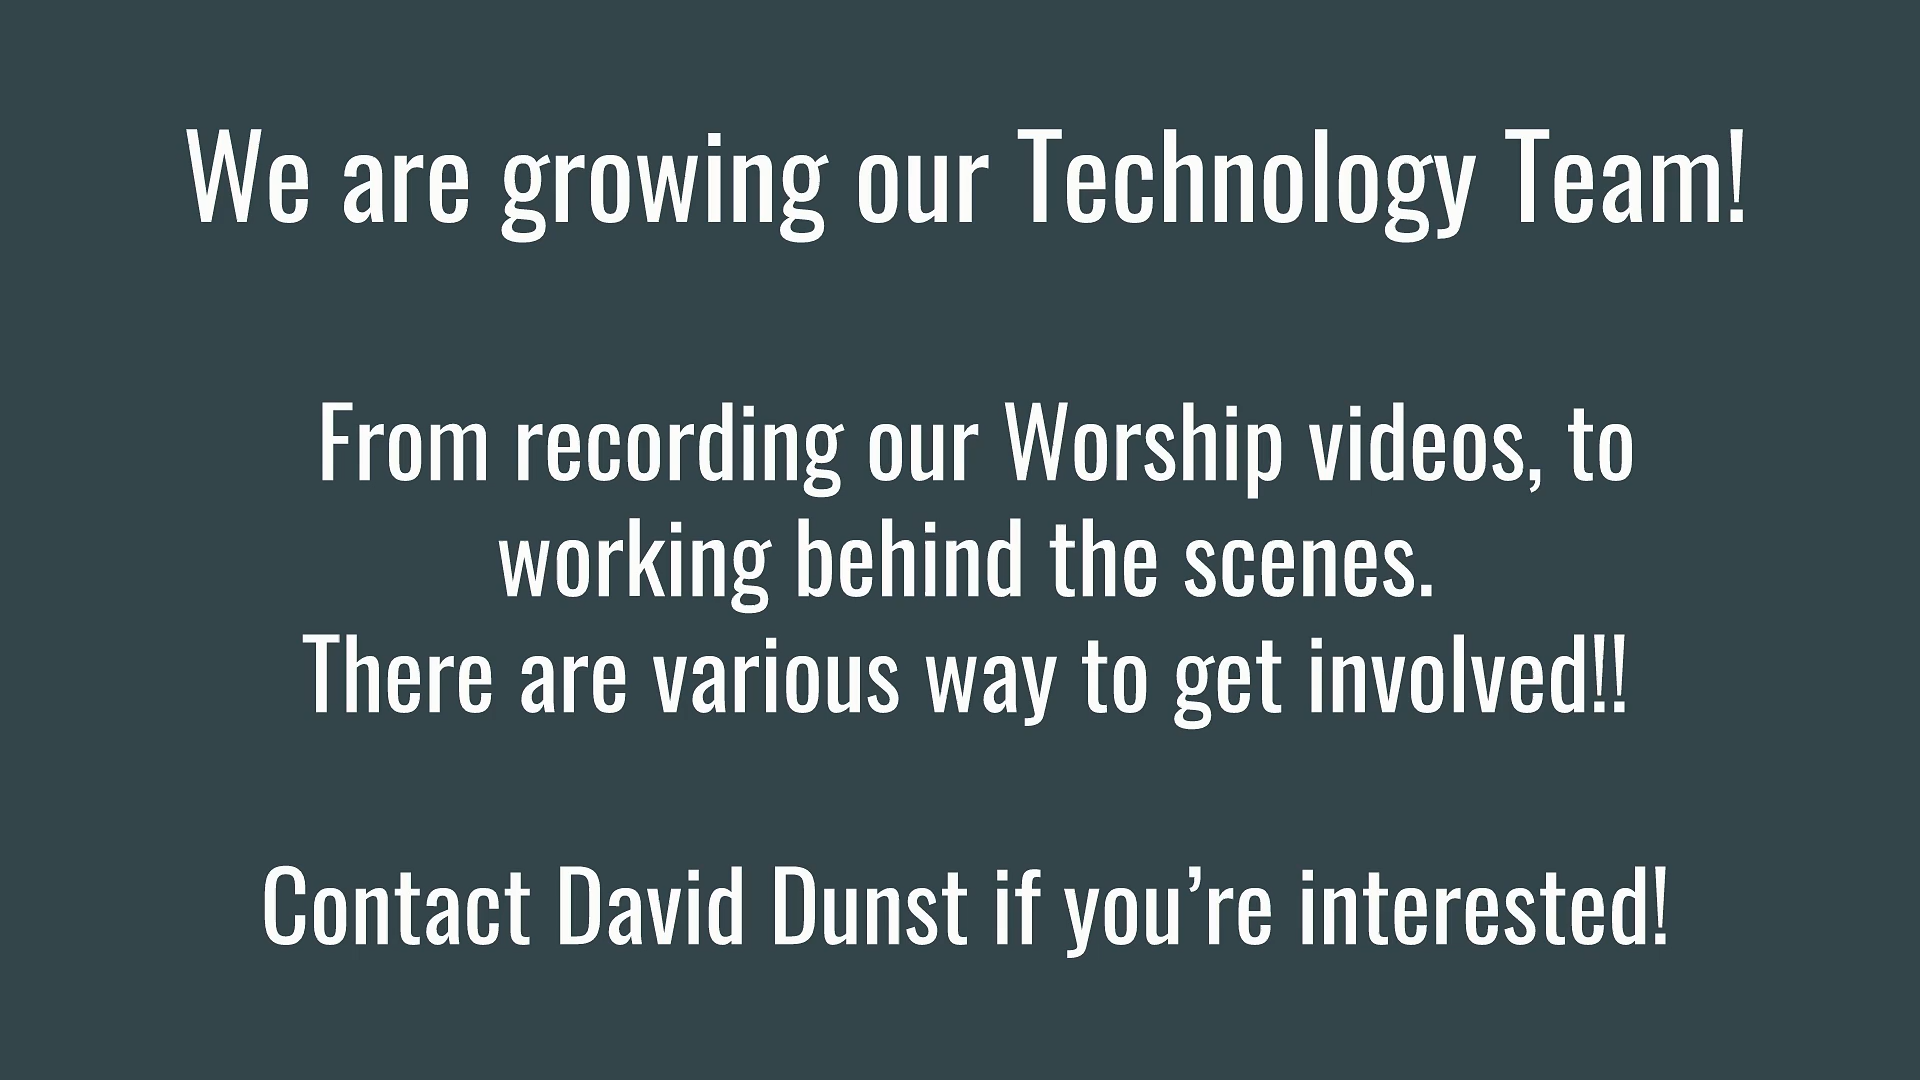 We are growing our Technology Team!
From recording our Worship videos, to
working behind the scenes.
There are various way to get involved!!
Contact David Dunst if you’re interested!